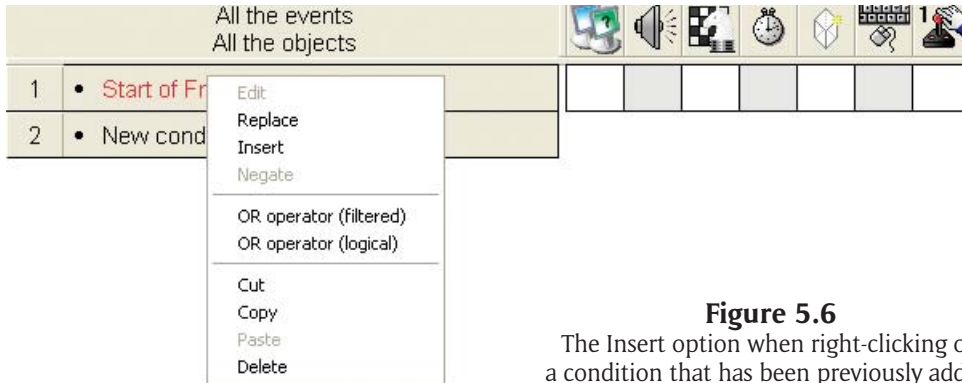 All the events
All the objects
1 • Start of Fr
2 • New cond
Edit
Replace
Insert
Negate
OR operator (filtered)
OR operator (logical)
Cut
Copy
Paste
Delete
1
Figure 5.6
The Insert option when right-clicking
a condition that has been previously